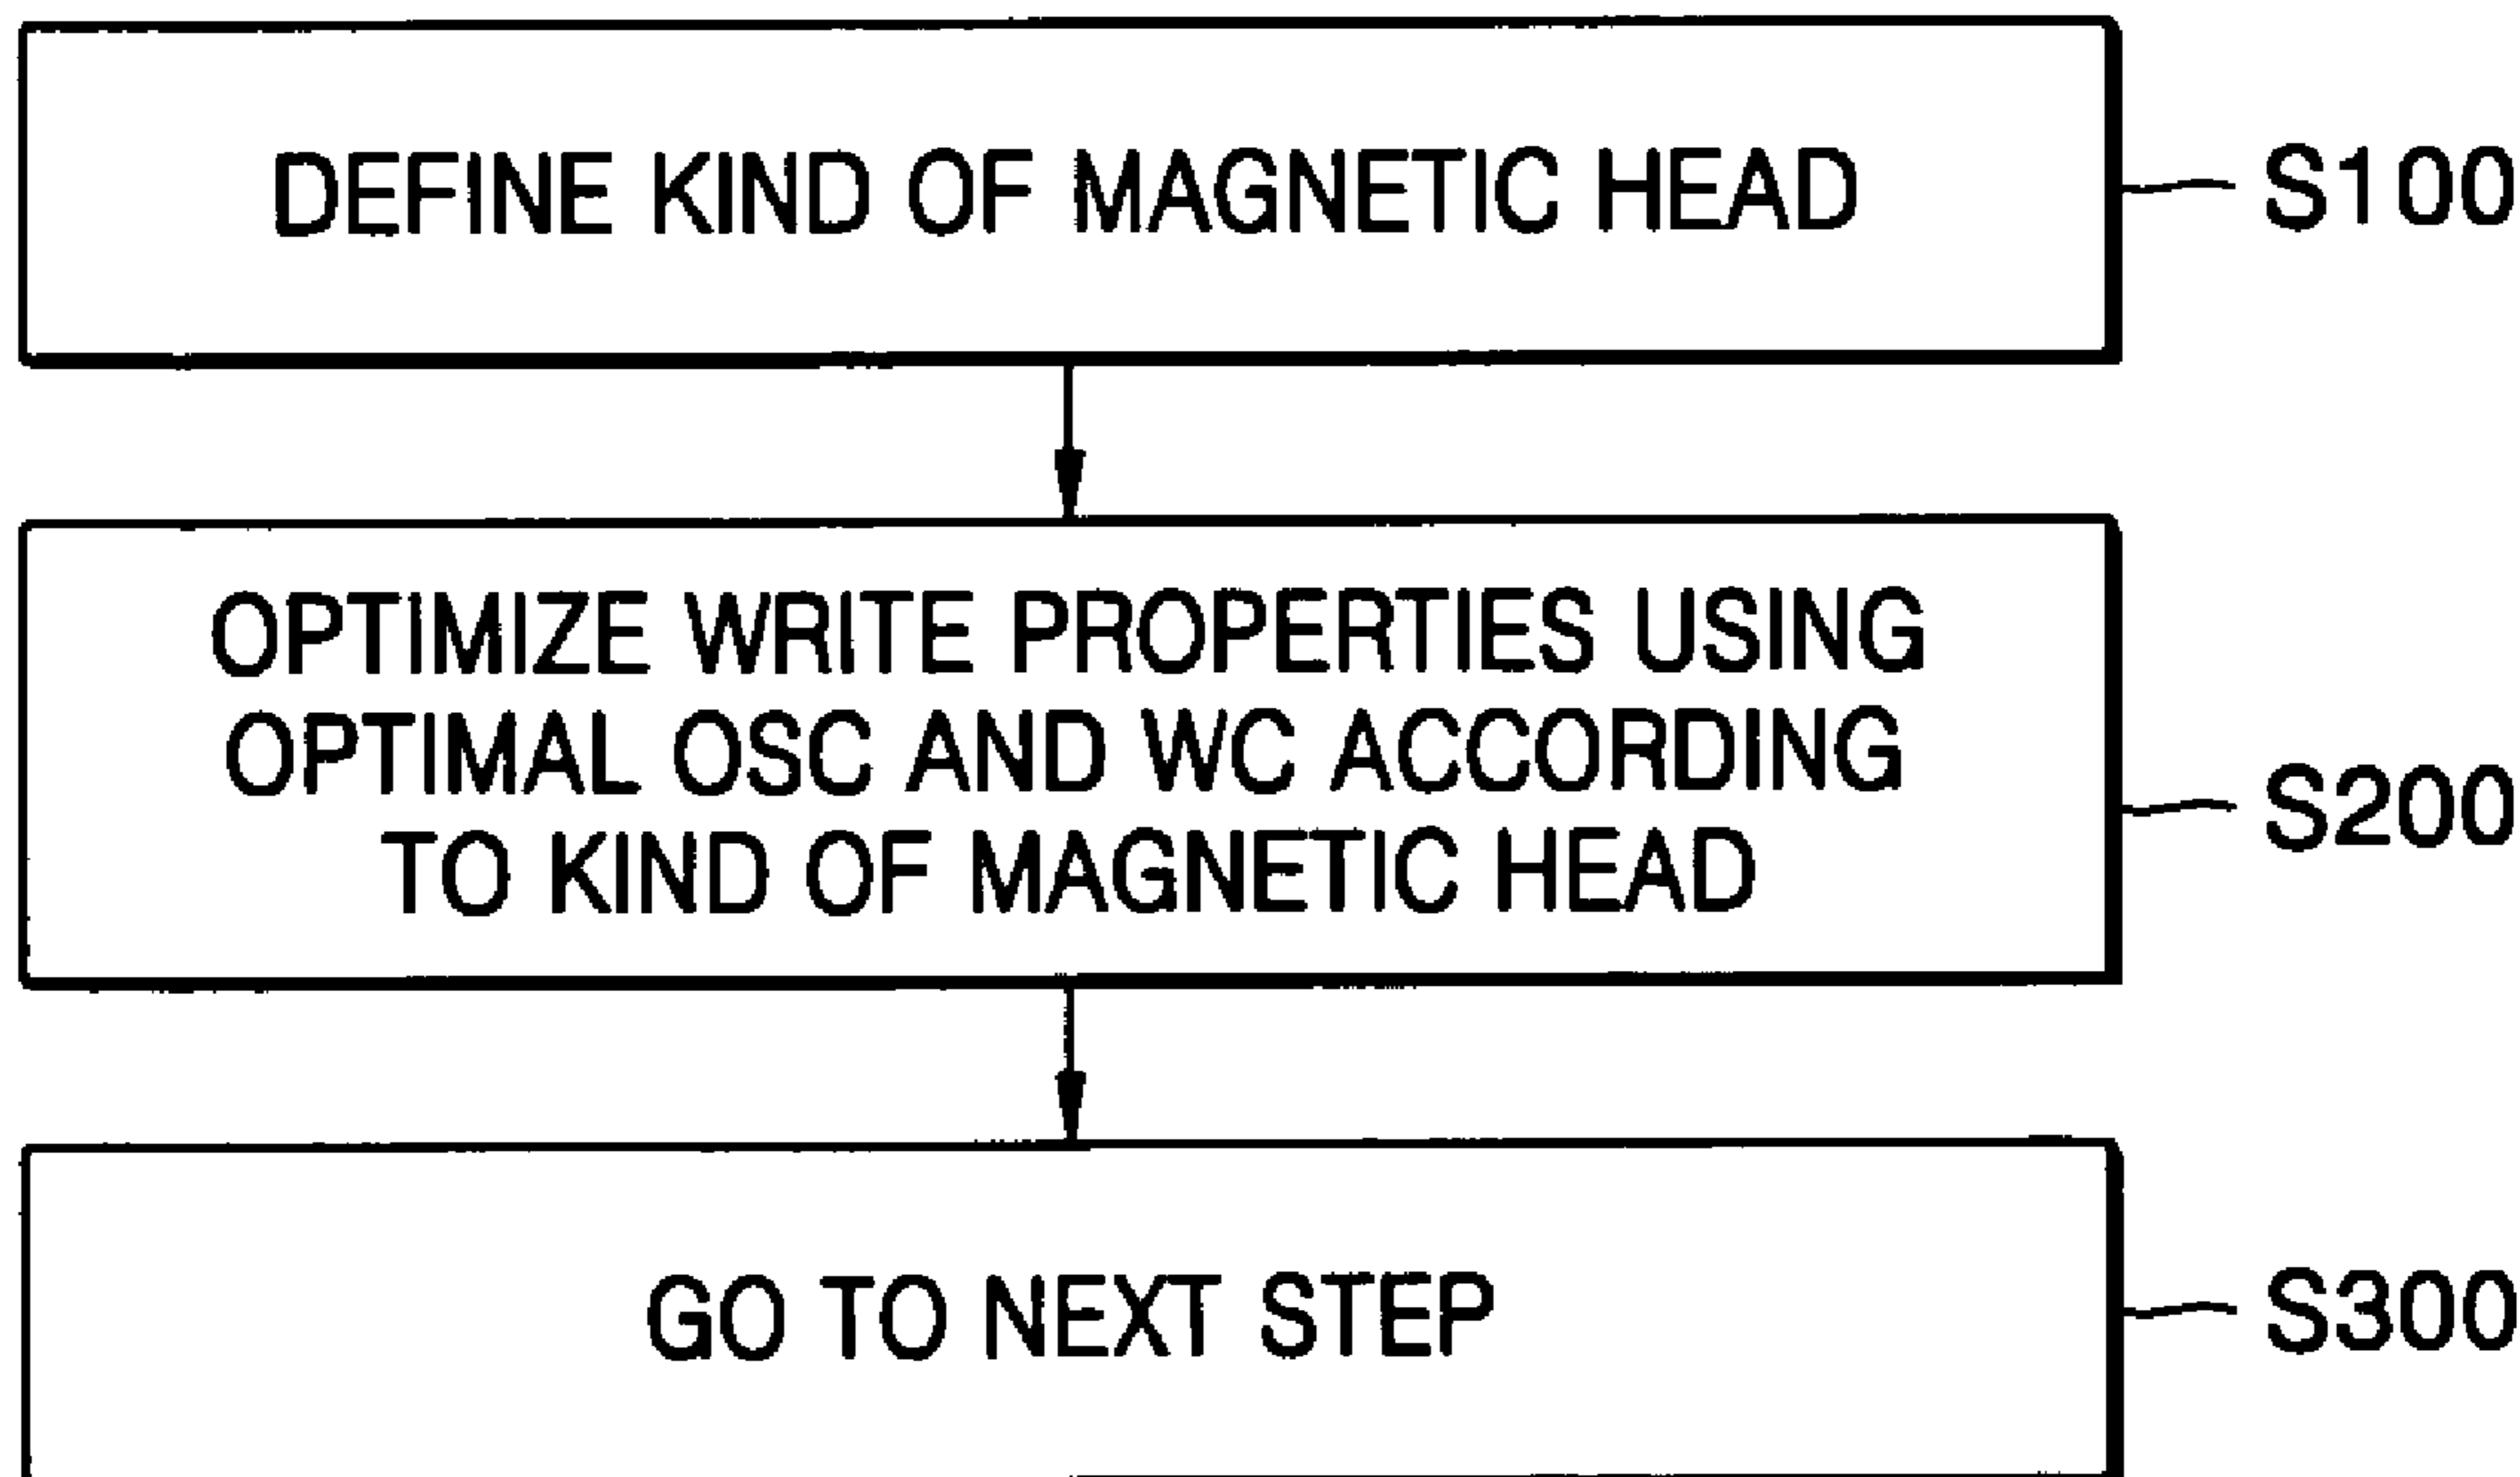 DEFINE KIND OF MAGNETIC HEAD
S100
OPTIMIZE WRITE PROPERTIES USING
OPTIMAL OSC AND WC ACCORDING
TO KIND OF MAGNETIC HEAD
S200
GO TO NEXT STEP
S300